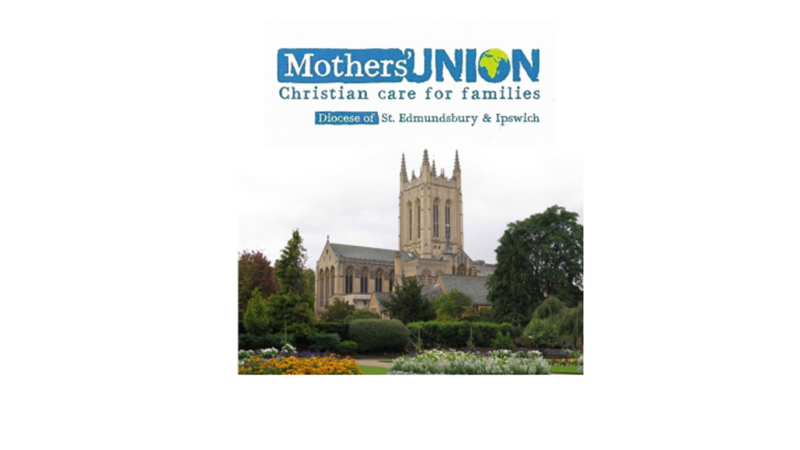 Mothers' UNION
Christian care for families
Diocese of St. Edmundsbury & Ipswich